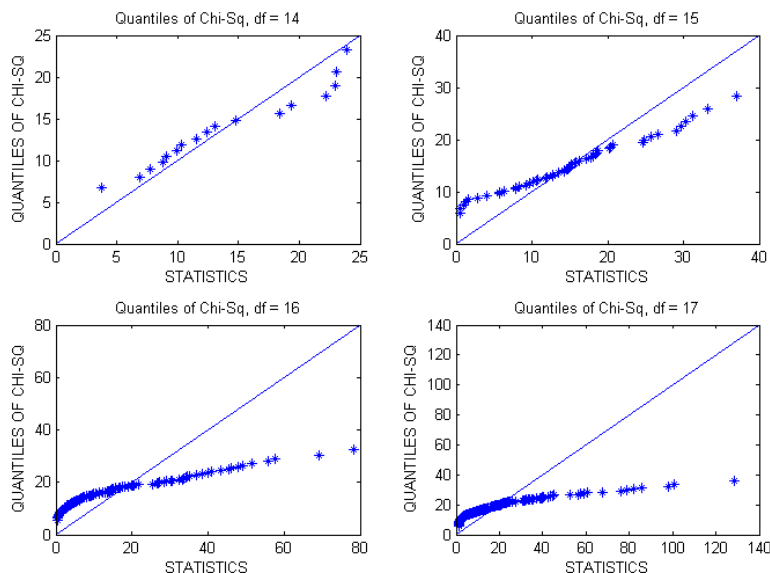 Quantiles of Chi-Sq, df = 14
QUANTILES OF CHI-SQ
25
20
15
10
5
0
0 5 10 15 20 25
STATISTICS
Quantiles of Chi-Sq, df = 15
QUANTILES OF CHI-SQ
40
30
20
10
0
0 10 20 30 40
STATISTICS
Quantiles of Chi-Sq, df = 16
QUANTILES OF CHI-SQ
80
60
40
20
0
0 20 40 60 80
STATISTICS
Quantiles of Chi-Sq, df = 17
QUANTILES OF CHI-SQ
140
120
100
80
60
40
20
0
0 20 40 60 80 100 120 140
STATISTICS